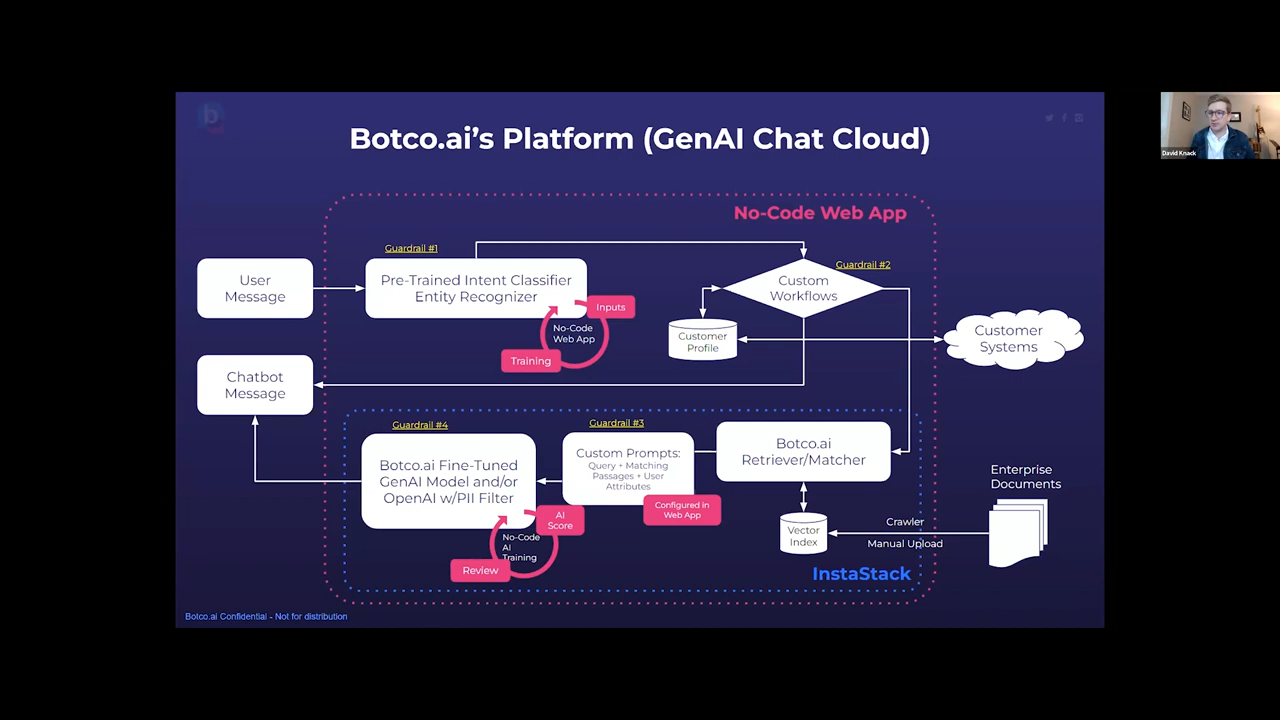 b
Botco.ai's Platform (GenAI Chat Cloud)
David Knack
No-Code Web App
Guardrail #1
Guardrail #2
User
Message
Pre-Trained Intent Classifier
Entity Recognizer
Inputs
No-Code
Web App
Training
Custom
Workflows
Customer
Profile
Customer
Systems
Chatbot
Message
Guardrail #4
Guardrail #3
Botco.ai Fine-Tuned
GenAI Model and/or
OpenAI w/PII Filter
Custom Prompts:
Query + Matching
Passages + User
Attributes
Configured in
Web App
Botco.ai
Retriever/Matcher
Enterprise
Documents
AI
Score
No-Code
AI
Training
Review
Vector
Index
Crawler
Manual Upload
InstaStack
Botco.ai Confidential - Not for distribution